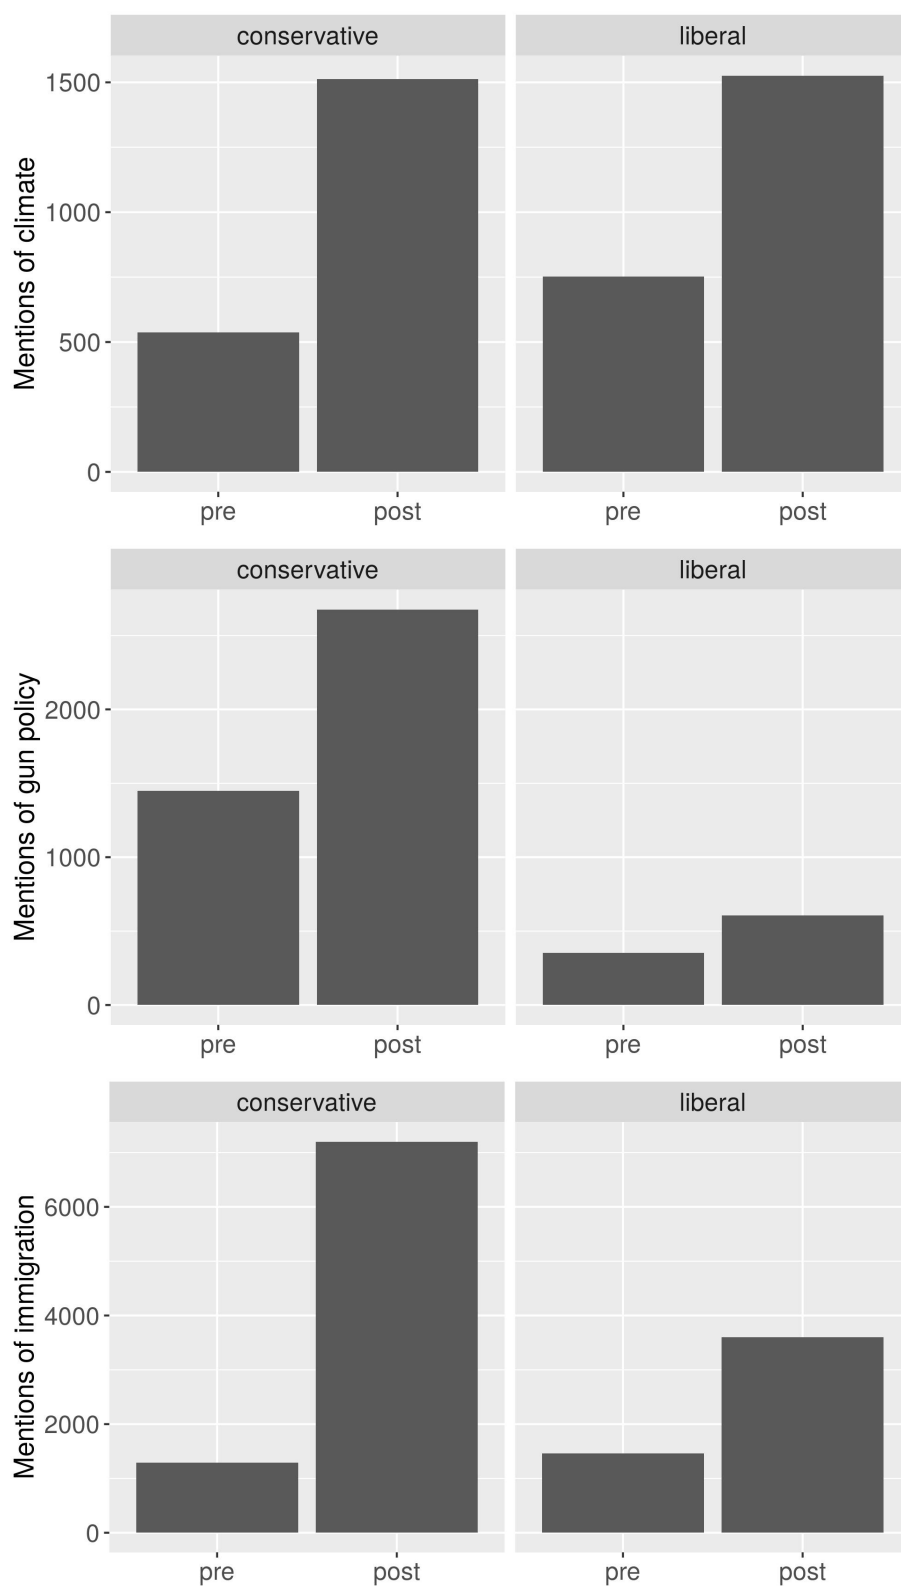 conservative liberal
Mentions of climate
1500
1000
500
0
pre post pre post
conservative liberal
Mentions of gun policy
2000
1000
0
pre post pre post
conservative liberal
Mentions of immigration
6000
4000
2000
0
pre post pre post